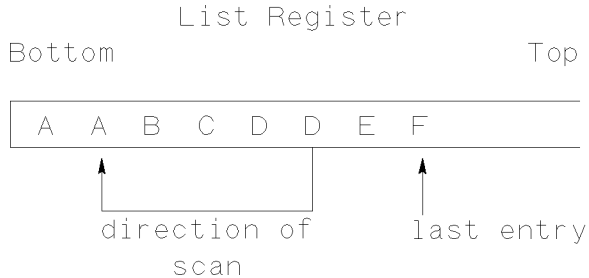 List Register
Bottom Top
A A B C D D E F
direction of last entry
scan